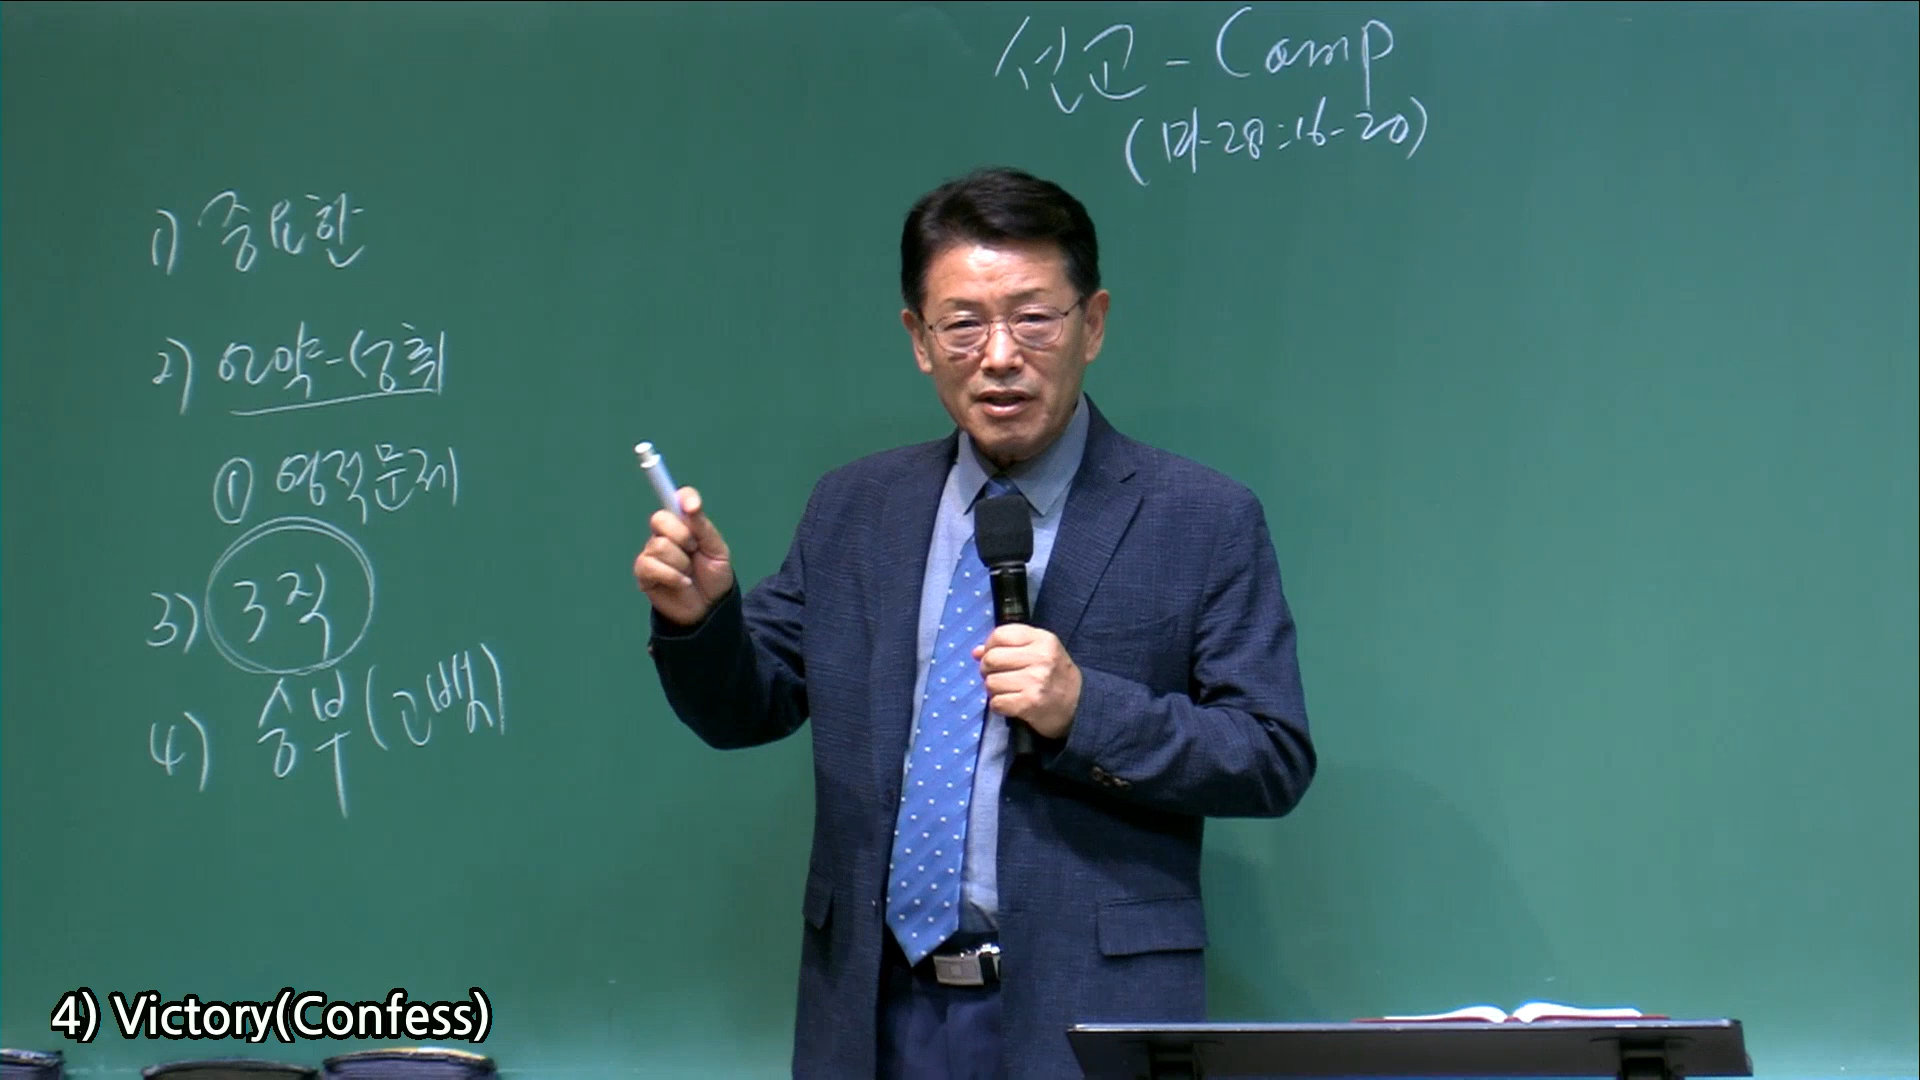 선교-Camp
(마-28:16-20)
1) 중요한
2) 언약-성취
① 영적문제
3) 3직
4) 승부(고백)
4) Victory(Confess)